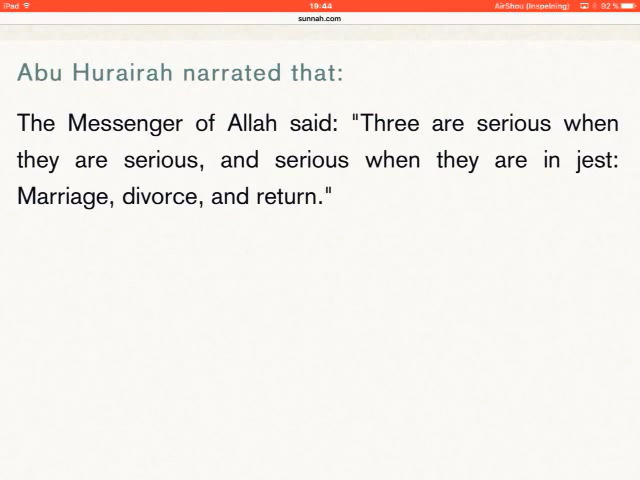 iPad 19:44 AirShou (Inspelning) 92 %
sunnah.com
Abu Hurairah narrated that:
The Messenger of Allah said: "Three are serious when
they are serious, and serious when they are in jest:
Marriage, divorce, and return."